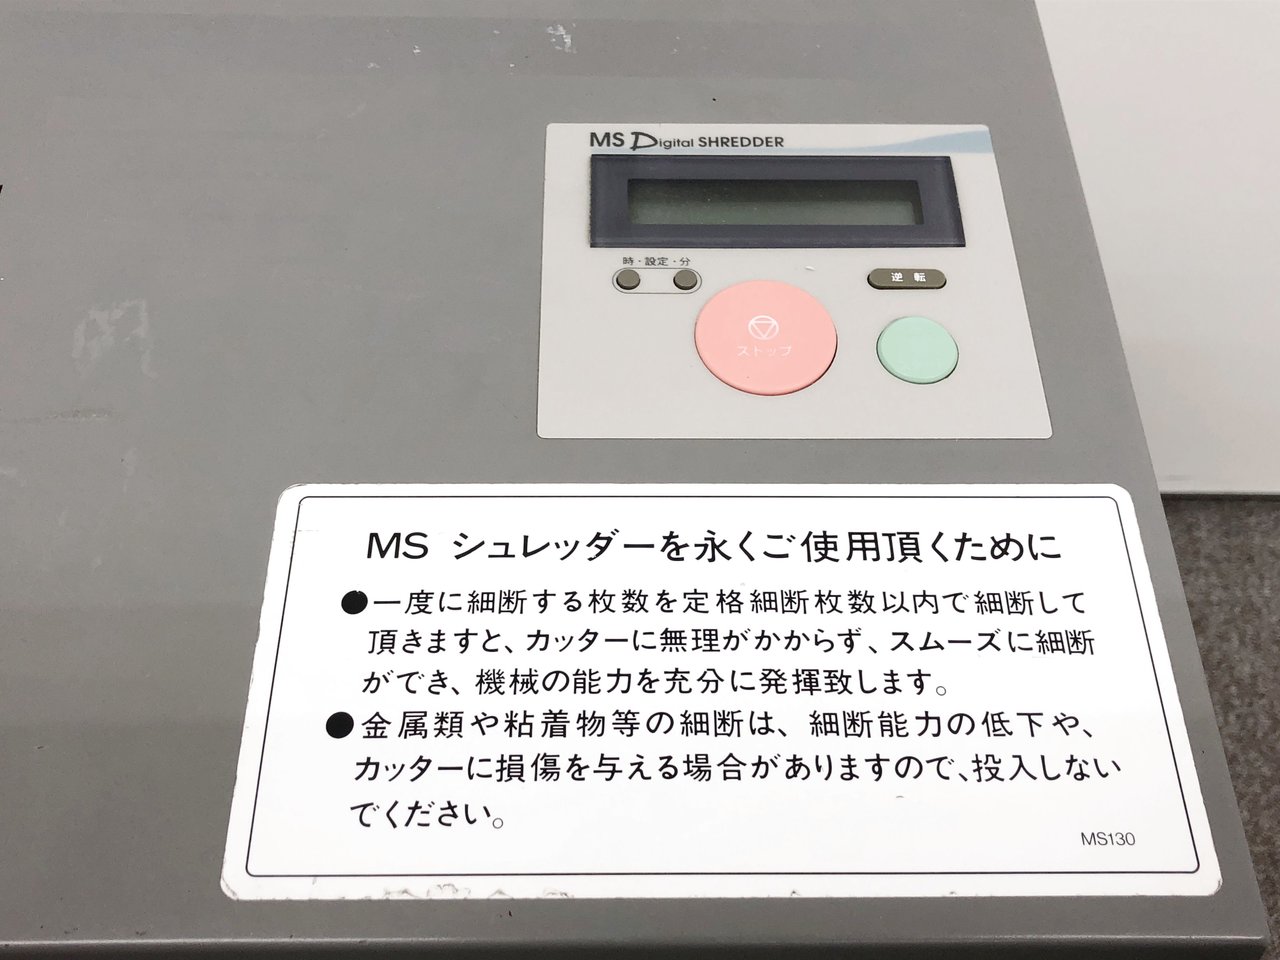 MS Digital SHREDDER
時・設定・分
逆転
ストップ
MS シュレッダーを永くご使用頂くために
●一度に細断する枚数を定格細断枚数以内で細断して
頂きますと、カッターに無理がかからず、スムーズに細断
ができ、機械の能力を充分に発揮致します。
●金属類や粘着物等の細断は、細断能力の低下や、
カッターに損傷を与える場合がありますので、投入しない
でください。
MS130